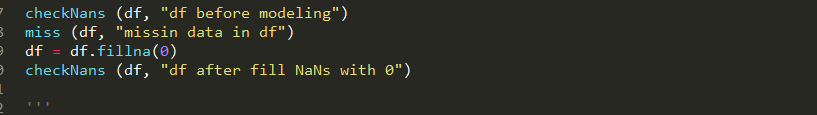 checkNans (df, "df before modeling")
miss (df, "missin data in df")
df = df.fillna(0)
checkNans (df, "df after fill NaNs with 0")
'''